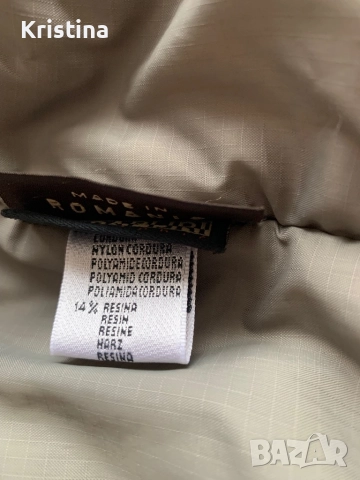 Kristina
MADE IN
ROMANIA
CORDURA
NYLON CORDURA
POLYAMIDE CORDURA
POLYAMID CORDURA
POLIAMIDA CORDURA
14% RESINA
RESIN
RESINE
HARZ
RESINA
BAZAR